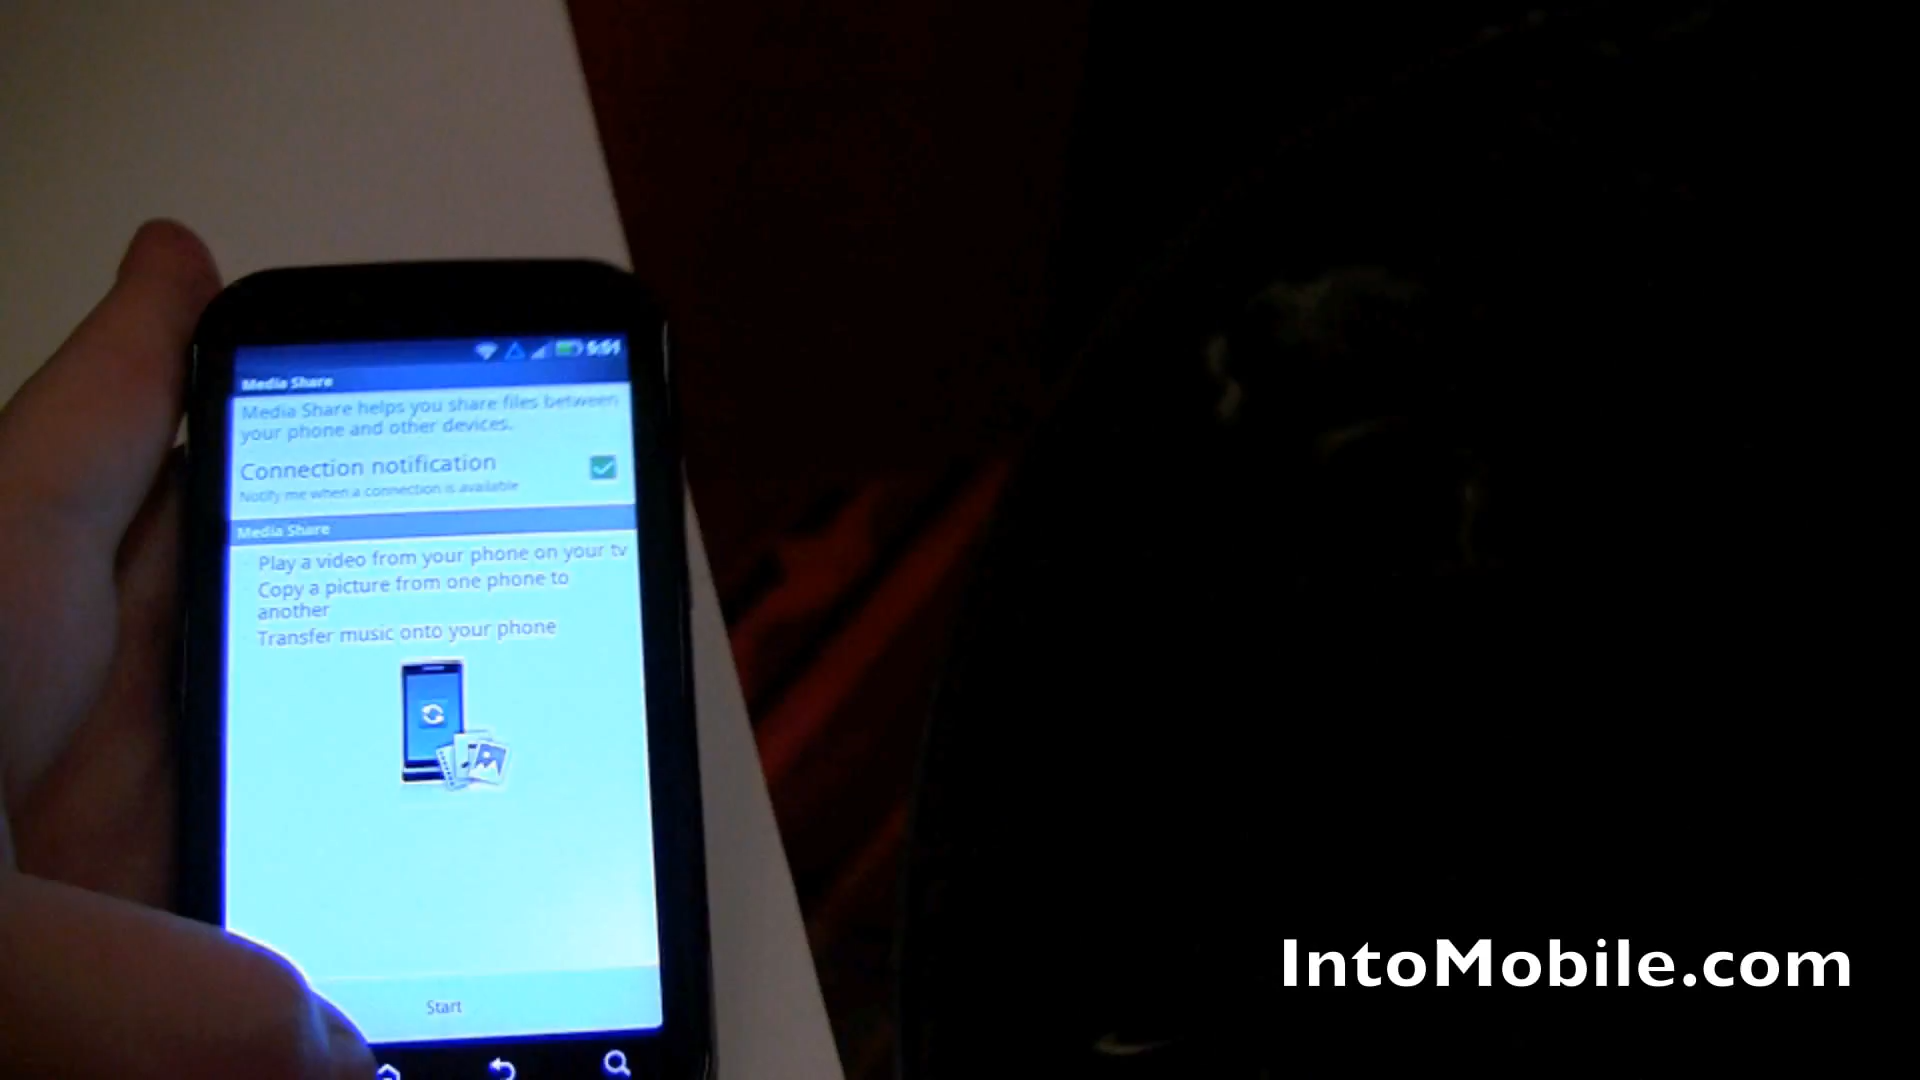 5:51
Media Share
Media Share helps you share files between
your phone and other devices.
Connection notification
Notify me when a connection is available
Media Share
Play a video from your phone on your tv
Copy a picture from one phone to
another
Transfer music onto your phone
Start
IntoMobile.com